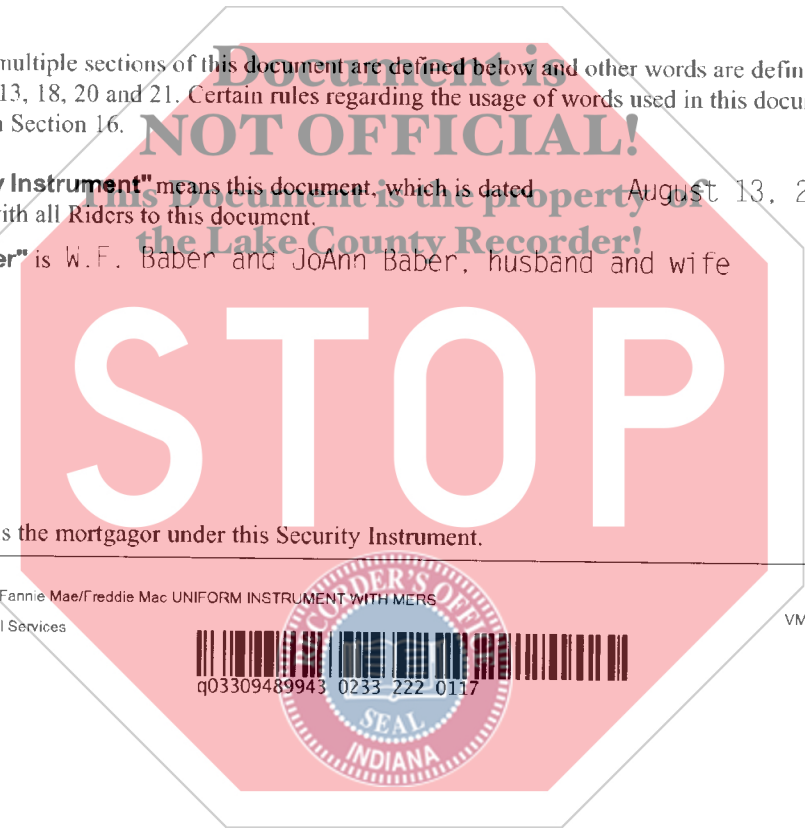 Document is
multiple sections of this document are defined below and other words are defin
13, 18, 20 and 21. Certain rules regarding the usage of words used in this docu
Section 16.
NOT OFFICIAL!
y Instrument" means this document, which is dated August 13, 2
This Document is the property of
with all Riders to this document.
the Lake County Recorder!
er" is W.F. Baber and JoAnn Baber, husband and wife
STOP
s the mortgagor under this Security Instrument.
Fannie Mae/Freddie Mac UNIFORM INSTRUMENT WITH MERS
l Services
VM
q03309489943 0233 222 0117
RECORDER'S OFFICE
SEAL
INDIANA